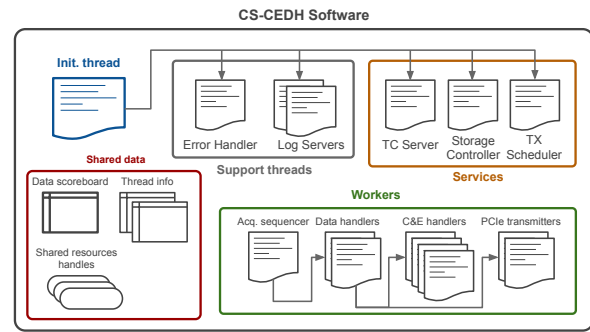 CS-CEDH Software
Init. thread
Error Handler
Log Servers
Support threads
TC Server
Storage
Controller
TX
Scheduler
Services
Shared data
Data scoreboard
Thread info
Shared resources
handles
Workers
Acq. sequencer
Data handlers
C&E handlers
PCIe transmitters